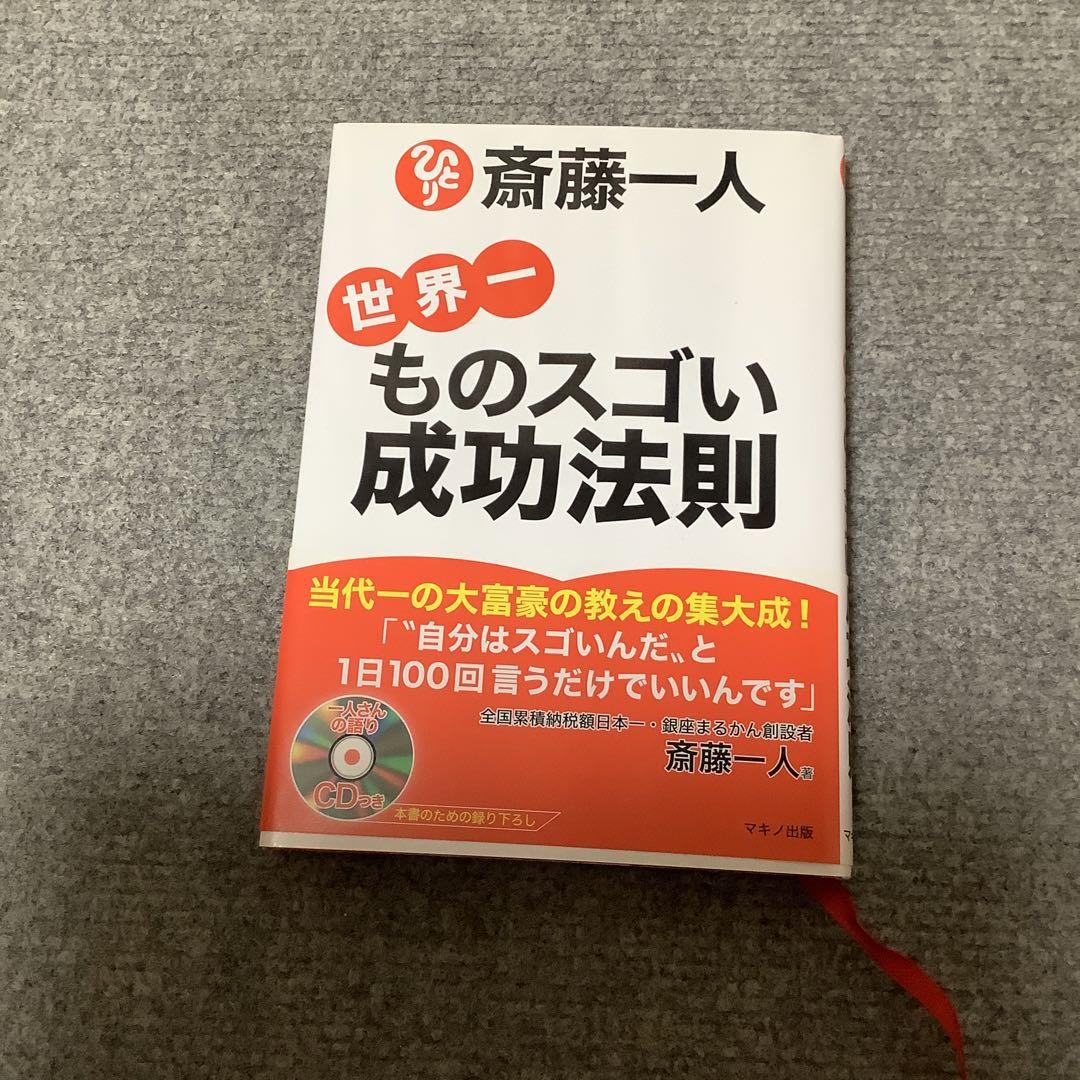 ひとり 斎藤一人
世界一
ものスゴい
成功法則
当代一の大富豪の教えの集大成！
「〝自分はスゴいんだ〟と
1日100回言うだけでいいんです」
全国累積納税額日本一・銀座まるかん創設者
斎藤一人 著
一人さんの語り
CDつき
本書のための録り下ろし
マキノ出版